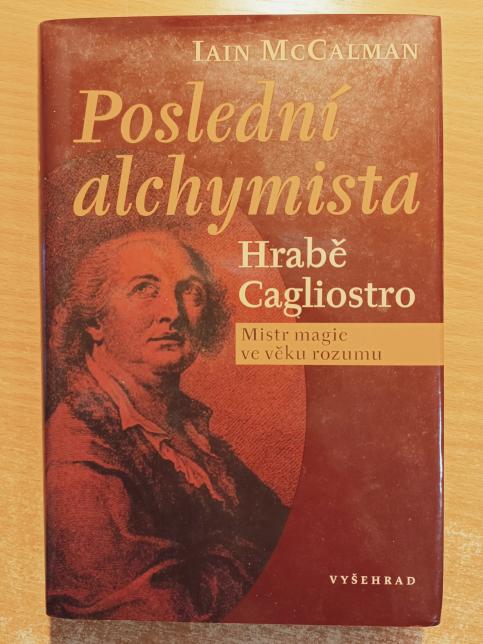 IAIN MCCALMAN
Poslední
alchymista
Hrabě
Cagliostro
Mistr magie
ve věku rozumu
VYŠEHRAD